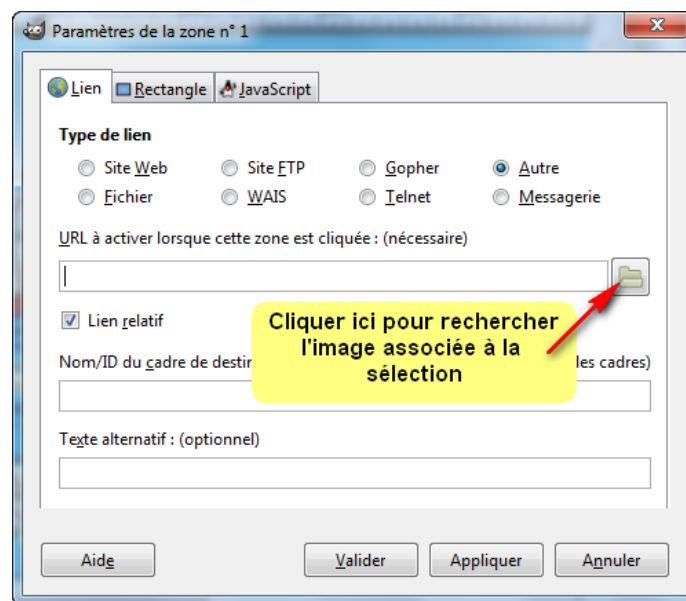 Paramètres de la zone n° 1
Lien Rectangle JavaScript
Type de lien
Site Web Site FTP Gopher Autre
Fichier WAIS Telnet Messagerie
URL à activer lorsque cette zone est cliquée : (nécessaire)
Lien relatif
Cliquer ici pour rechercher
l'image associée à la
sélection
Nom/ID du cadre de les cadres)
Texte alternatif : (optionnel)
Aide Valider Appliquer Annuler